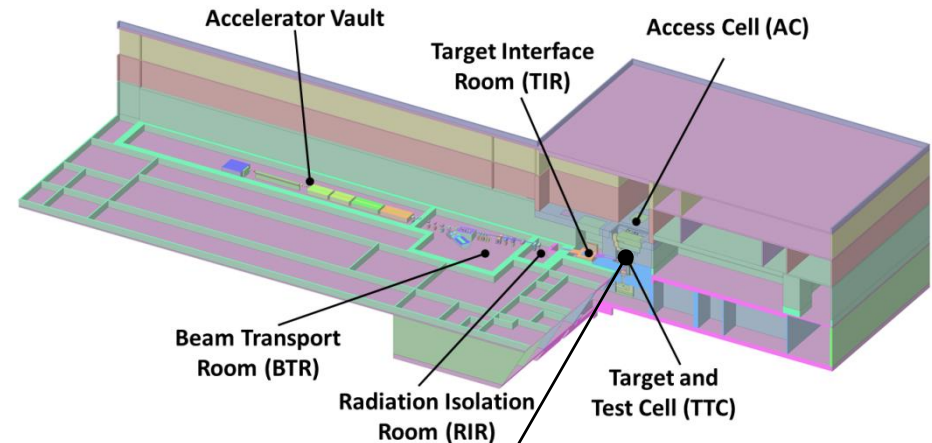 Accelerator Vault
Target Interface
Room (TIR)
Access Cell (AC)
Beam Transport
Room (BTR)
Radiation Isolation
Room (RIR)
Target and
Test Cell (TTC)